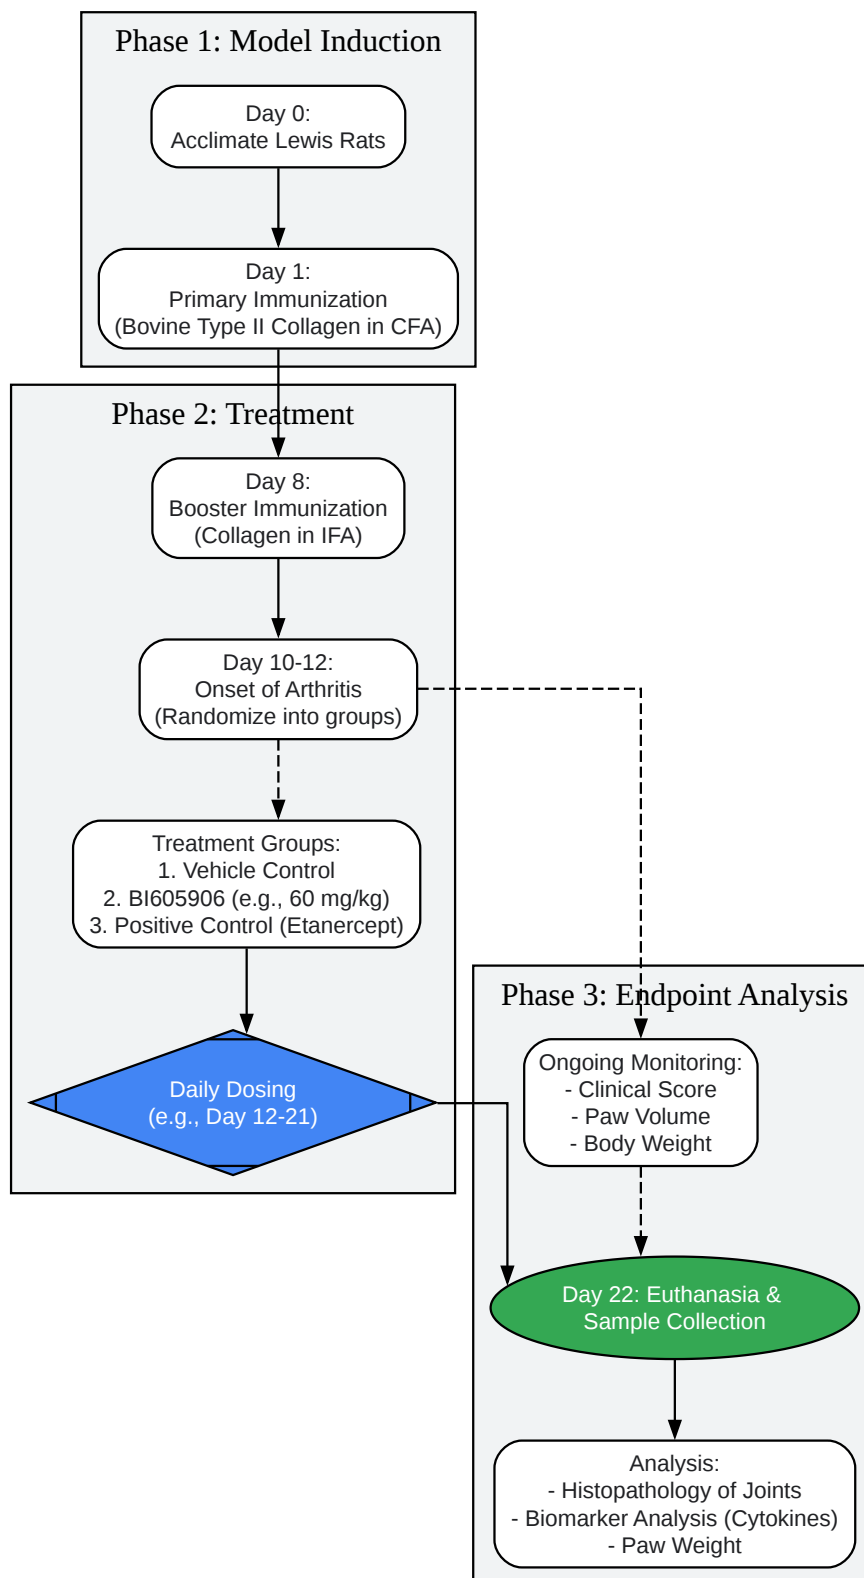 Phase 1: Model Induction
Day 0:
Acclimate Lewis Rats
Day 1:
Primary Immunization
(Bovine Type II Collagen in CFA)
Phase 2: Treatment
Day 8:
Booster Immunization
(Collagen in IFA)
Day 10-12:
Onset of Arthritis
(Randomize into groups)
Treatment Groups:
1. Vehicle Control
2. BI605906 (e.g., 60 mg/kg)
3. Positive Control (Etanercept)
Daily Dosing
(e.g., Day 12-21)
Phase 3: Endpoint Analysis
Ongoing Monitoring:
- Clinical Score
- Paw Volume
- Body Weight
Day 22: Euthanasia &
Sample Collection
Analysis:
- Histopathology of Joints
- Biomarker Analysis (Cytokines)
- Paw Weight